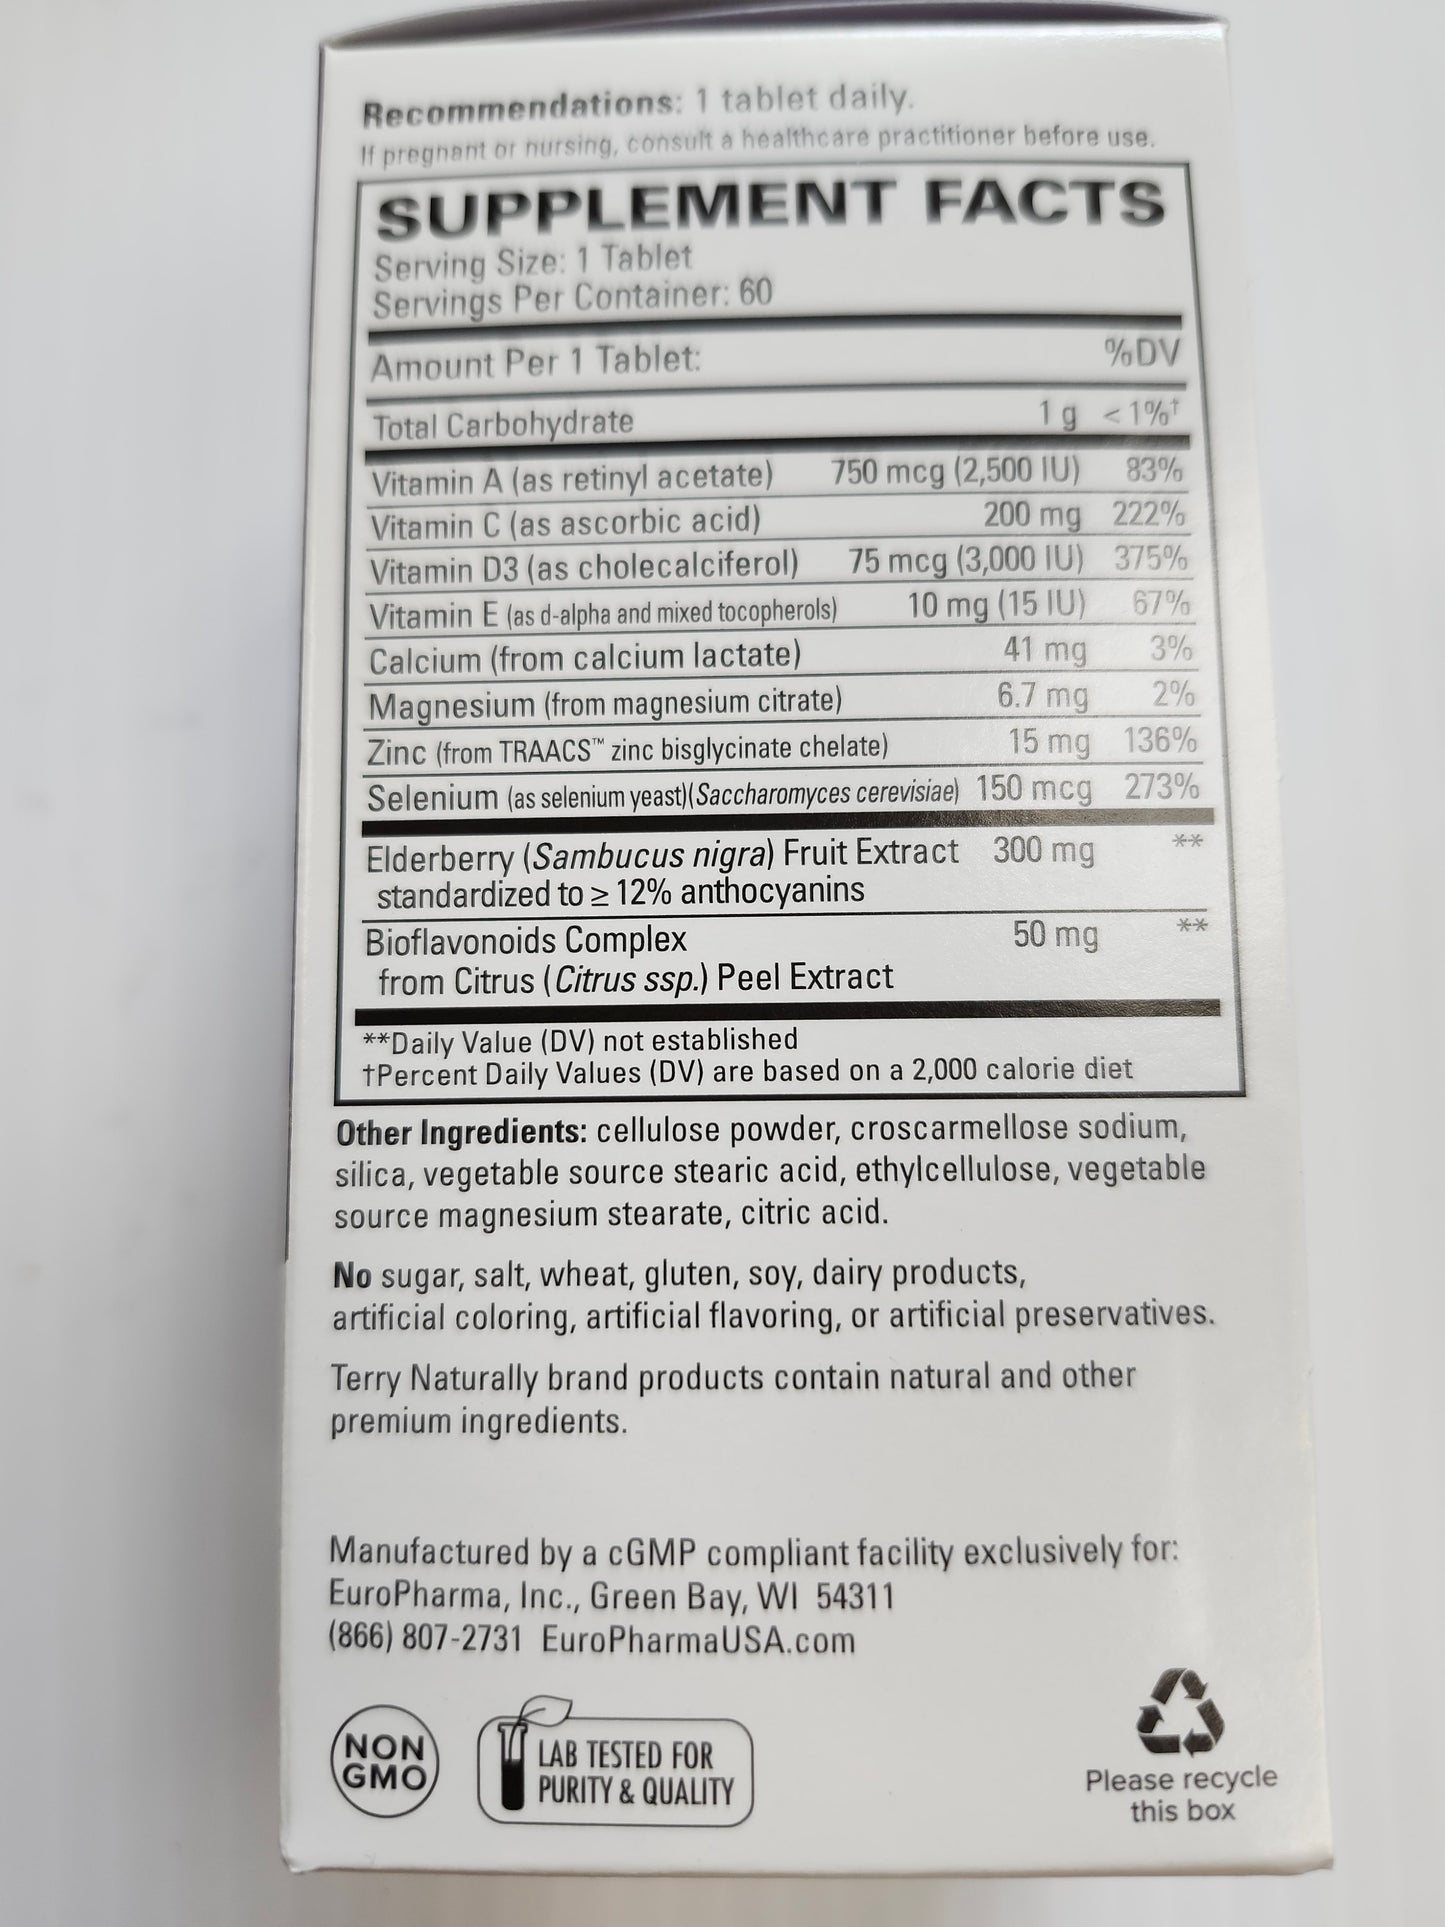 Recommendations: 1 tablet daily.
If pregnant or nursing, consult a healthcare practitioner before use.
SUPPLEMENT FACTS
Serving Size: 1 Tablet
Servings Per Container: 60
Amount Per 1 Tablet: %DV
Total Carbohydrate 1 g <1%†
Vitamin A (as retinyl acetate) 750 mcg (2,500 IU) 83%
Vitamin C (as ascorbic acid) 200 mg 222%
Vitamin D3 (as cholecalciferol) 75 mcg (3,000 IU) 375%
Vitamin E (as d-alpha and mixed tocopherols) 10 mg (15 IU) 67%
Calcium (from calcium lactate) 41 mg 3%
Magnesium (from magnesium citrate) 6.7 mg 2%
Zinc (from TRAACS™ zinc bisglycinate chelate) 15 mg 136%
Selenium (as selenium yeast)(Saccharomyces cerevisiae) 150 mcg 273%
Elderberry (Sambucus nigra) Fruit Extract 300 mg **
standardized to ≥ 12% anthocyanins
Bioflavonoids Complex 50 mg **
from Citrus (Citrus ssp.) Peel Extract
**Daily Value (DV) not established
†Percent Daily Values (DV) are based on a 2,000 calorie diet
Other Ingredients: cellulose powder, croscarmellose sodium,
silica, vegetable source stearic acid, ethylcellulose, vegetable
source magnesium stearate, citric acid.
No sugar, salt, wheat, gluten, soy, dairy products,
artificial coloring, artificial flavoring, or artificial preservatives.
Terry Naturally brand products contain natural and other
premium ingredients.
Manufactured by a cGMP compliant facility exclusively for:
EuroPharma, Inc., Green Bay, WI 54311
(866) 807-2731 EuroPharmaUSA.com
NON
GMO
LAB TESTED FOR
PURITY & QUALITY
Please recycle
this box